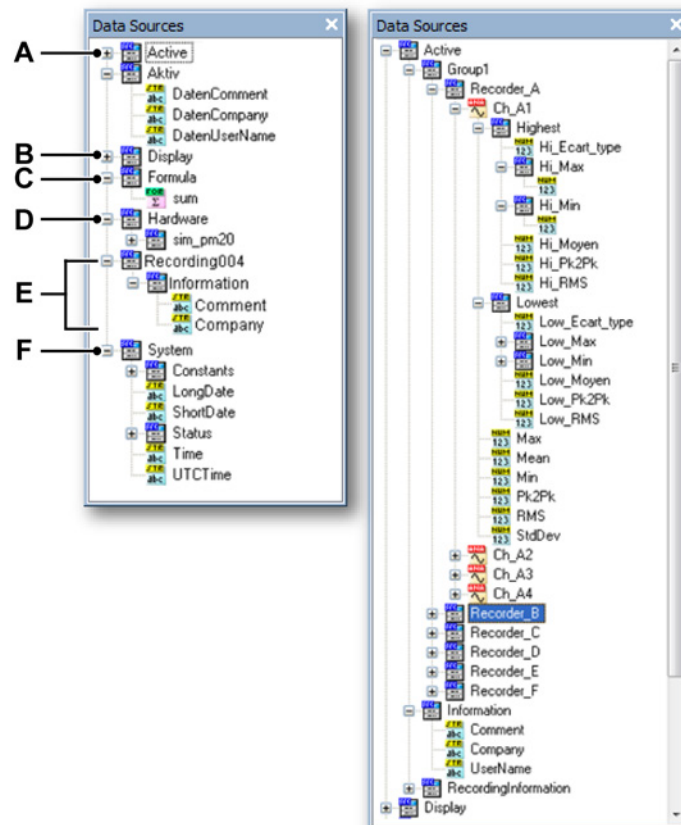 Data Sources
A
Active
Aktiv
DatenComment
DatenCompany
DatenUserName
B
Display
C
Formula
sum
D
Hardware
sim_pm20
E
Recording004
Information
Comment
Company
F
System
Constants
LongDate
ShortDate
Status
Time
UTCTime
Data Sources
Active
Group1
Recorder_A
Ch_A1
Highest
Hi_Ecart_type
Hi_Max
Hi_Min
Hi_Moyen
Hi_Pk2Pk
Hi_RMS
Lowest
Low_Ecart_type
Low_Max
Low_Min
Low_Moyen
Low_Pk2Pk
Low_RMS
Max
Mean
Min
Pk2Pk
RMS
StdDev
Ch_A2
Ch_A3
Ch_A4
Recorder_B
Recorder_C
Recorder_D
Recorder_E
Recorder_F
Information
Comment
Company
UserName
RecordingInformation
Display